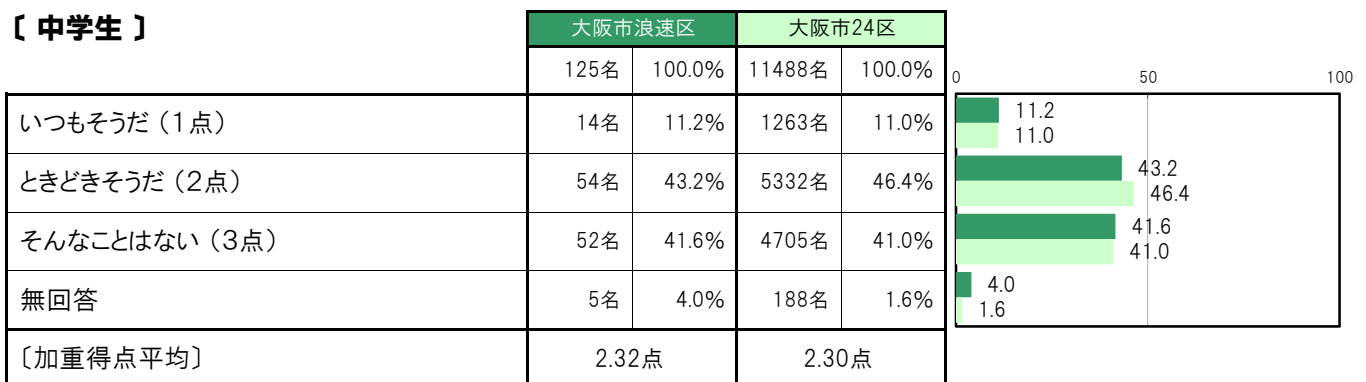 〔 中学生 〕
大阪市浪速区 大阪市24区
125名 100.0% 11488名 100.0%
0 50 100
いつもそうだ（1点） 14名 11.2% 1263名 11.0%
11.2
11.0
ときどきそうだ（2点） 54名 43.2% 5332名 46.4%
43.2
46.4
そんなことはない（3点） 52名 41.6% 4705名 41.0%
41.6
41.0
無回答 5名 4.0% 188名 1.6%
4.0
1.6
〔加重得点平均〕 2.32点 2.30点